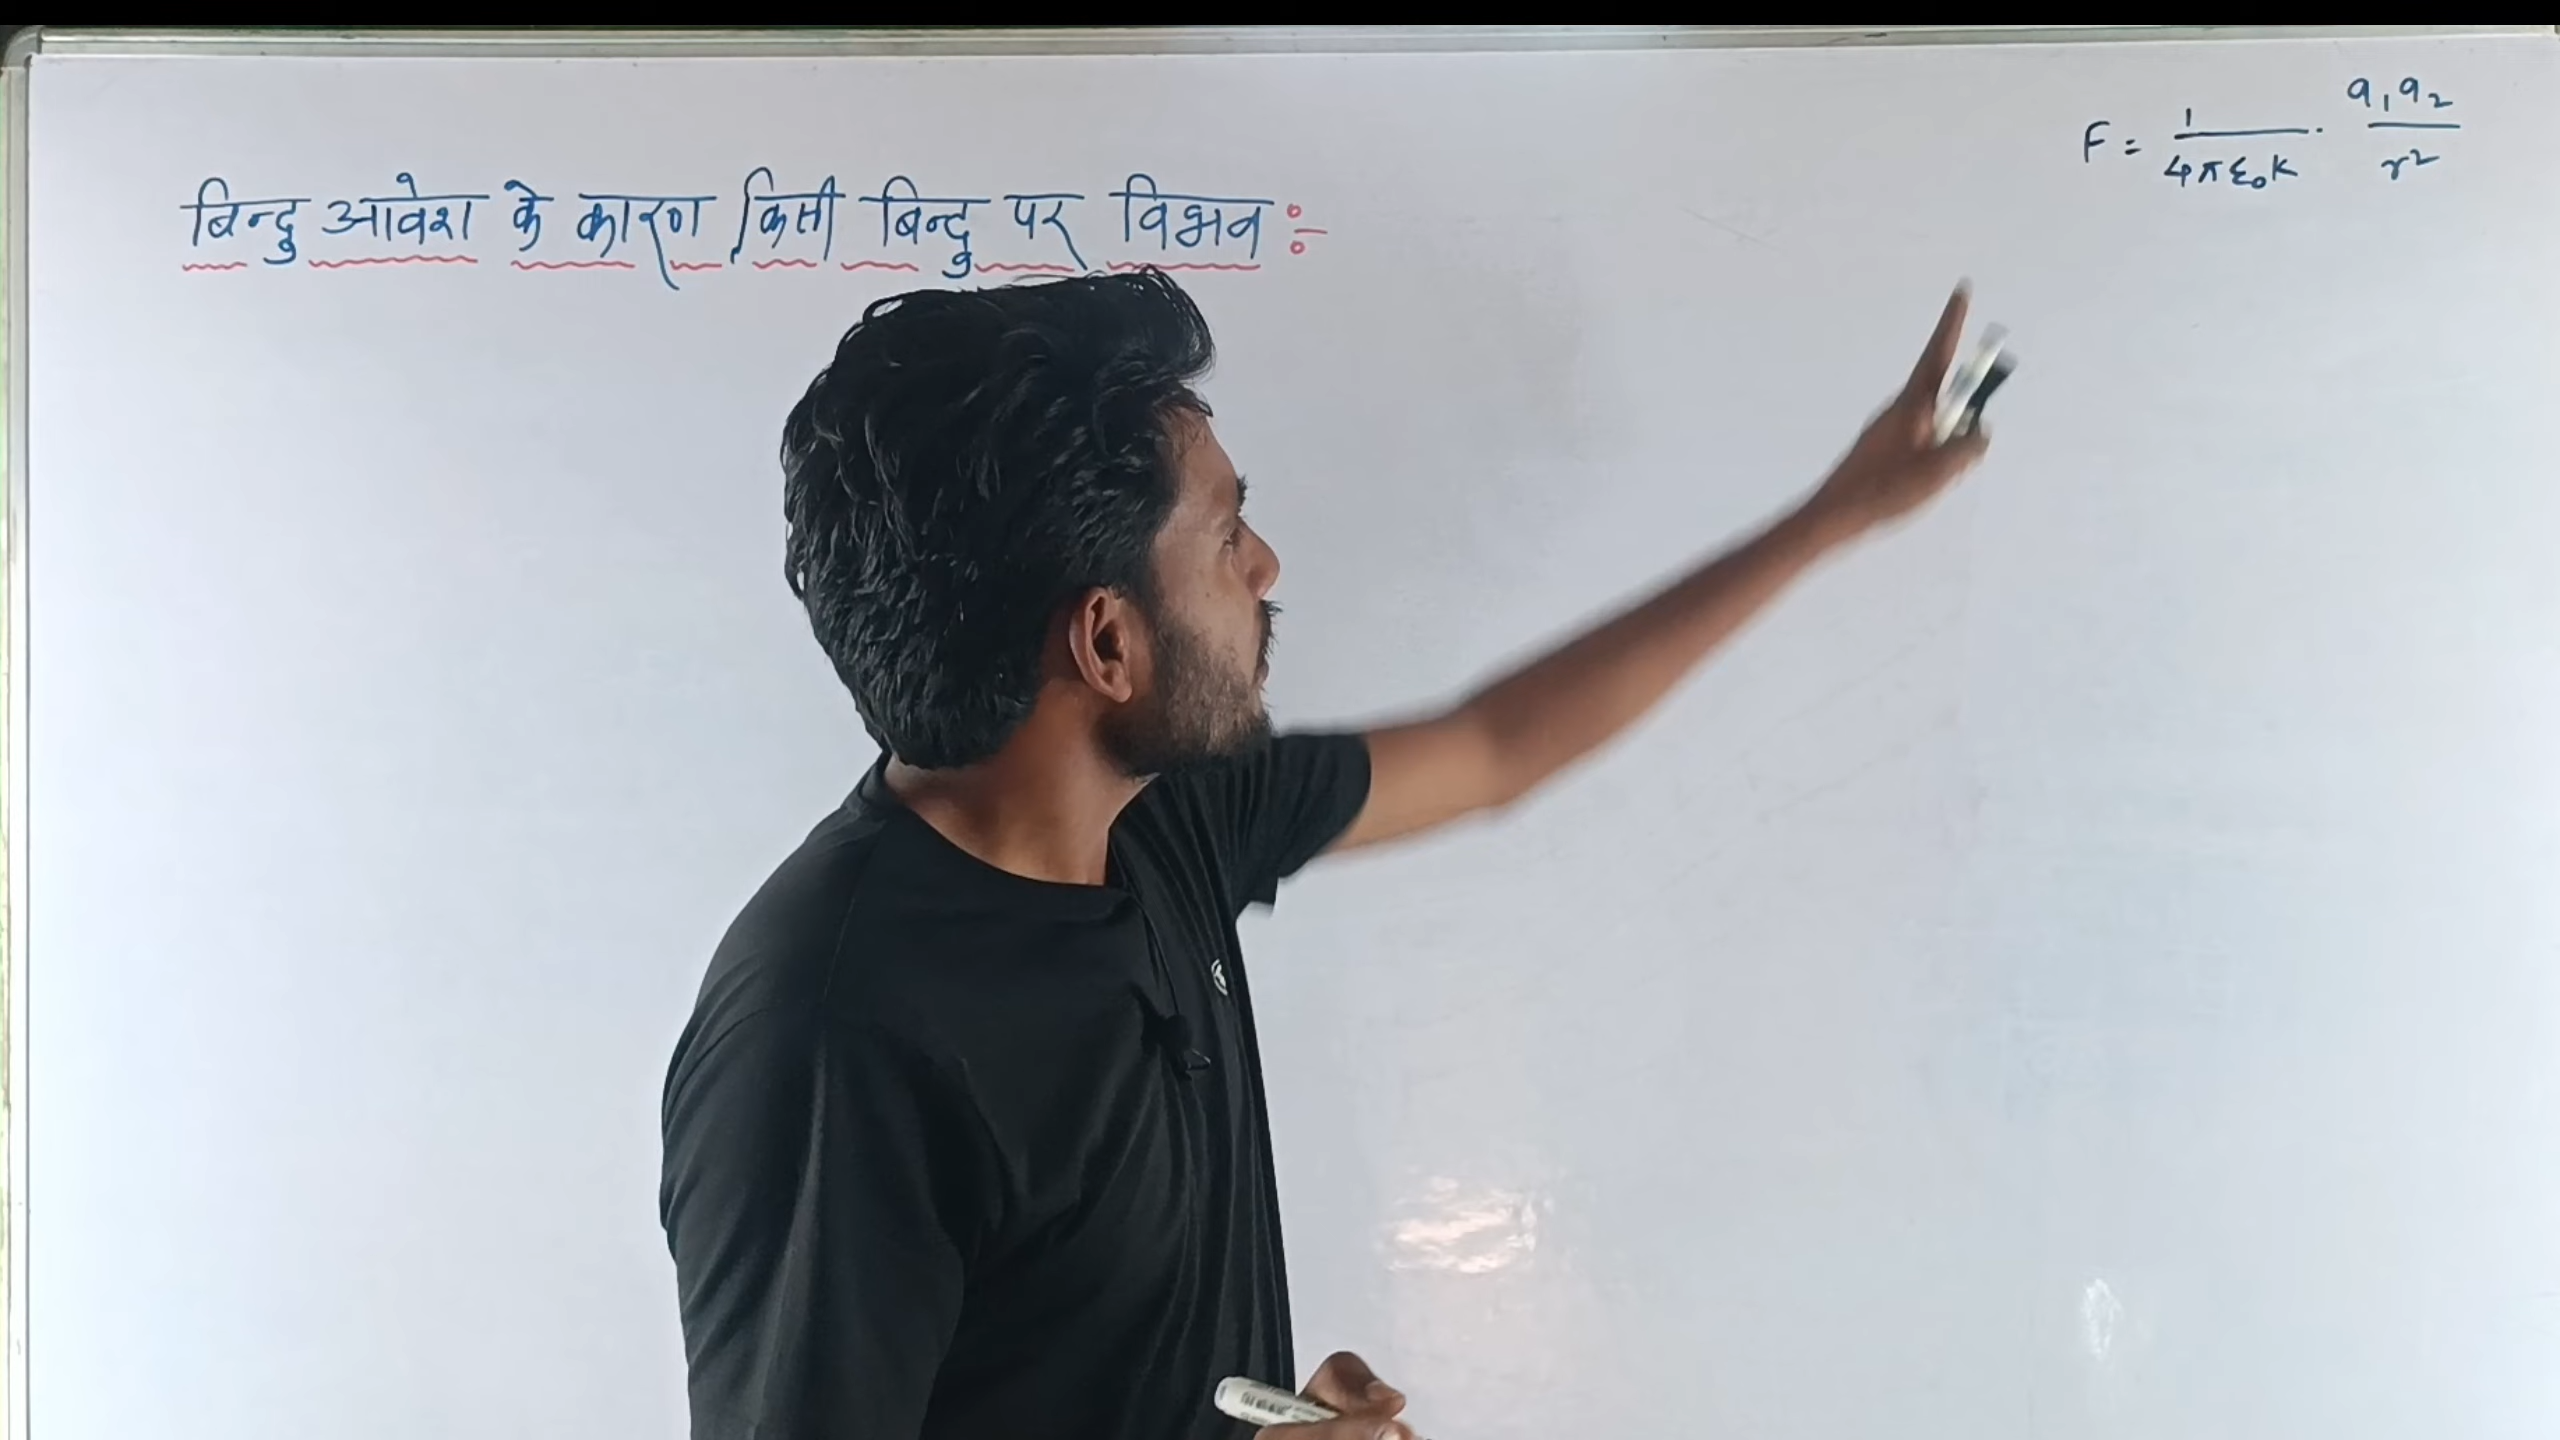 बिन्दु आवेश के कारण किसी बिन्दु पर विभव :-
F = 1/4πε₀K · q₁q₂/r²